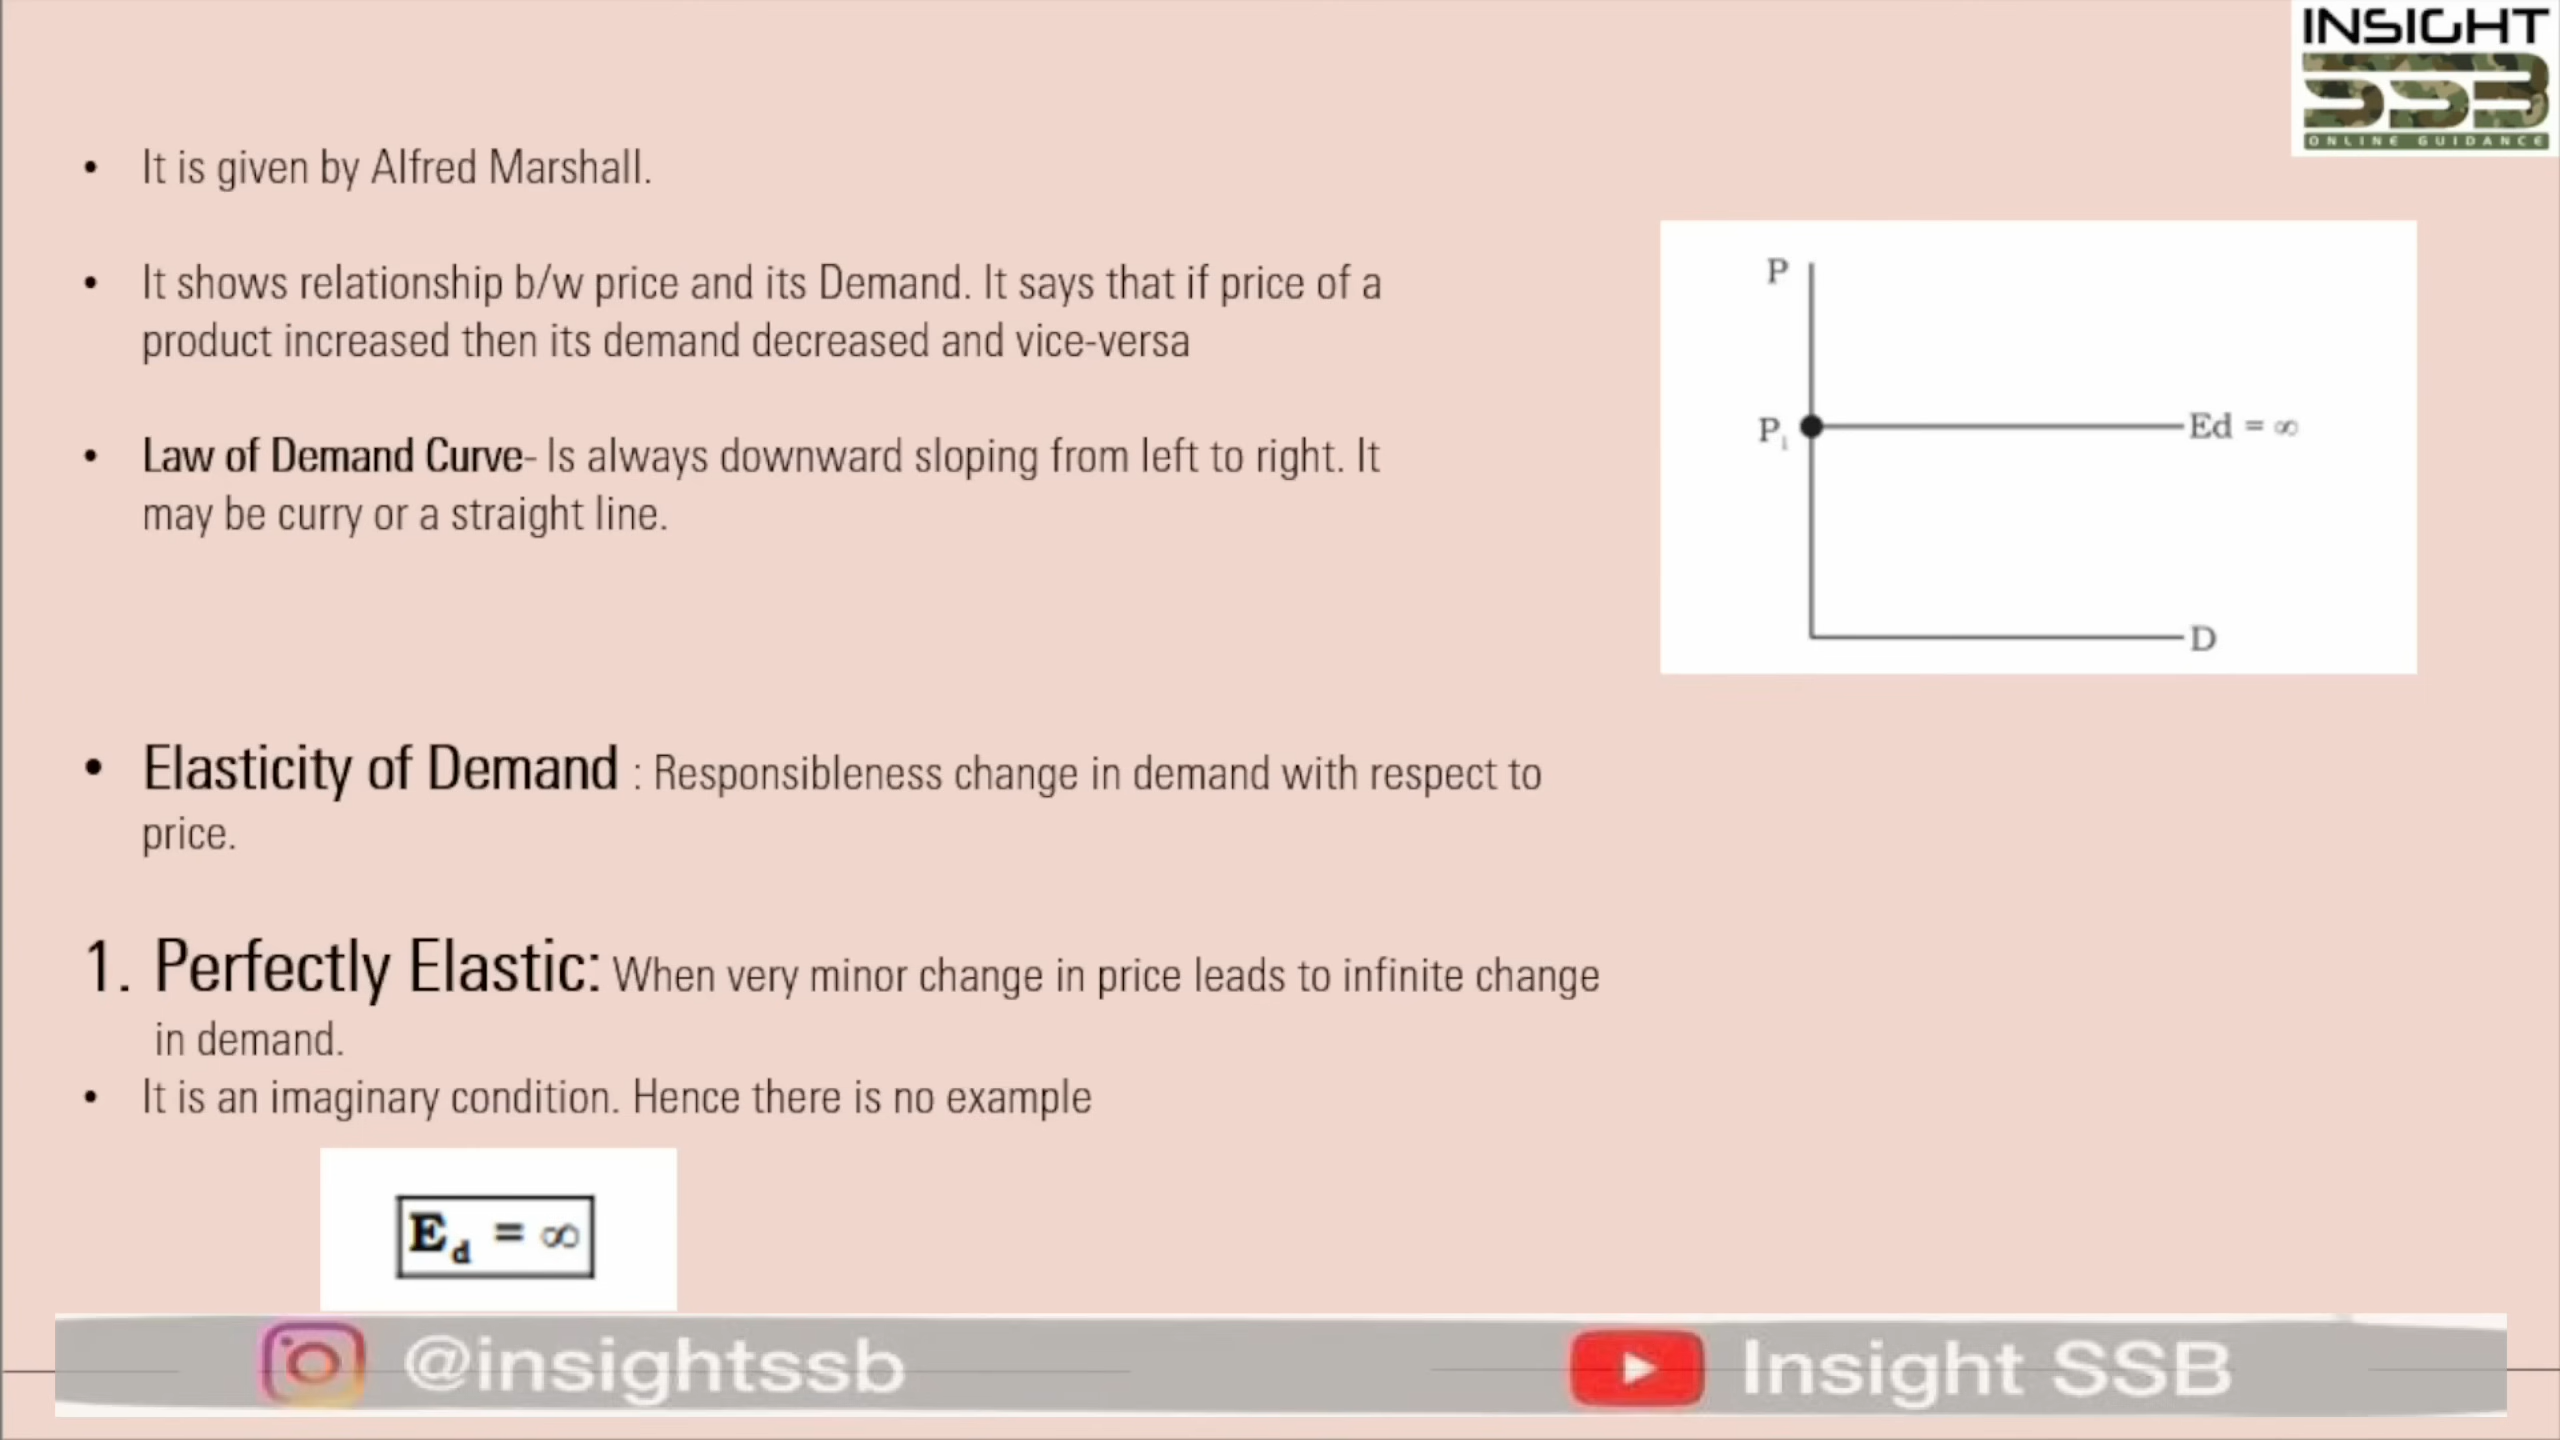 INSIGHT
SSB
ONLINE GUIDANCE
• It is given by Alfred Marshall.
• It shows relationship b/w price and its Demand. It says that if price of a
product increased then its demand decreased and vice-versa
• Law of Demand Curve- Is always downward sloping from left to right. It
may be curry or a straight line.
P
P₁ Ed = ∞
D
• Elasticity of Demand : Responsibleness change in demand with respect to
price.
1. Perfectly Elastic: When very minor change in price leads to infinite change
in demand.
• It is an imaginary condition. Hence there is no example
E_d = ∞
@insightssb Insight SSB